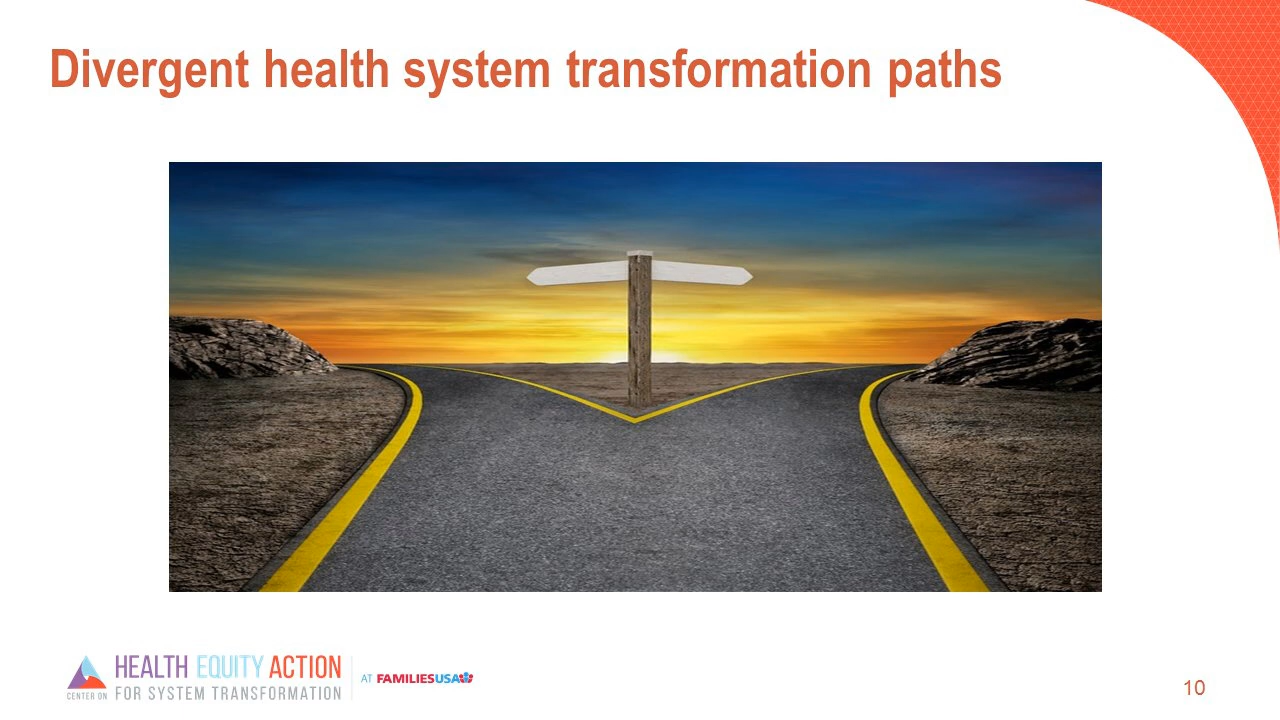 Divergent health system transformation paths
HEALTH EQUITY ACTION
CENTER ON FOR SYSTEM TRANSFORMATION
AT FAMILIESUSA
10